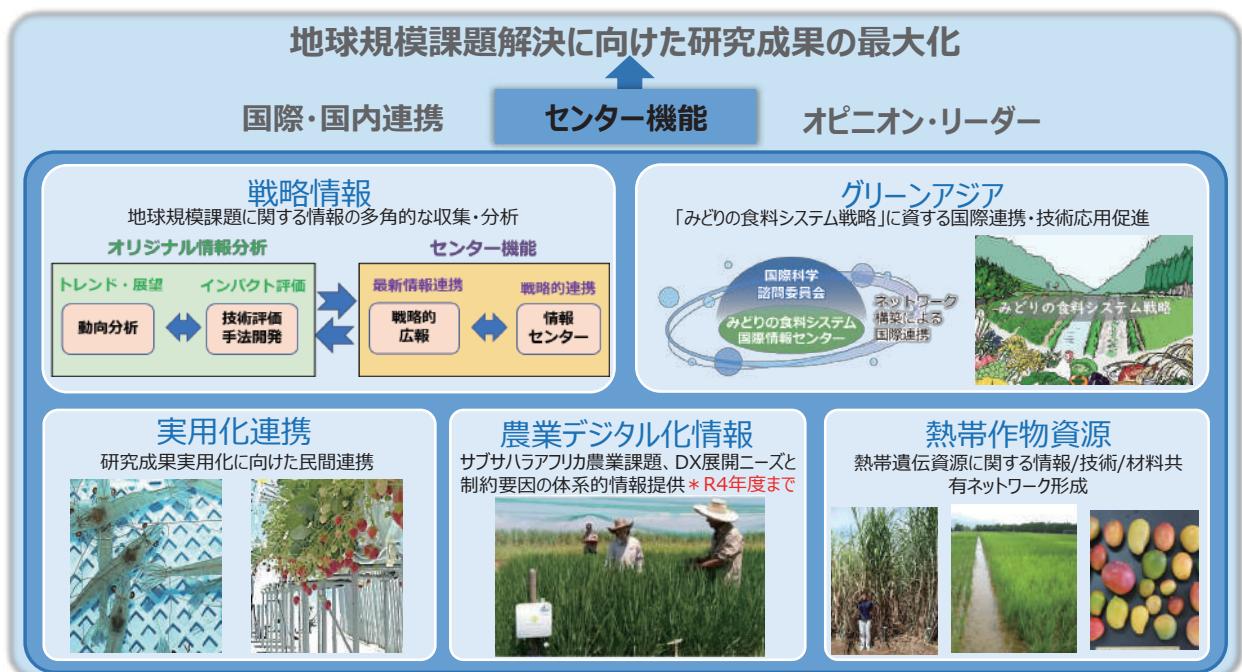 地球規模課題解決に向けた研究成果の最大化
国際・国内連携
センター機能
オピニオン・リーダー
戦略情報
地球規模課題に関する情報の多角的な収集・分析
オリジナル情報分析
センター機能
トレンド・展望
インパクト評価
最新情報連携
戦略的連携
動向分析
技術評価
手法開発
戦略的
広報
情報
センター
グリーンアジア
「みどりの食料システム戦略」に資する国際連携・技術応用促進
国際科学
諮問委員会
みどりの食料システム
国際情報センター
ネットワーク
構築による
国際連携
みどりの食料システム戦略
実用化連携
研究成果実用化に向けた民間連携
農業デジタル化情報
サブサハラアフリカ農業課題、DX展開ニーズと
制約要因の体系的情報提供＊R4年度まで
熱帯作物資源
熱帯遺伝資源に関する情報/技術/材料共
有ネットワーク形成